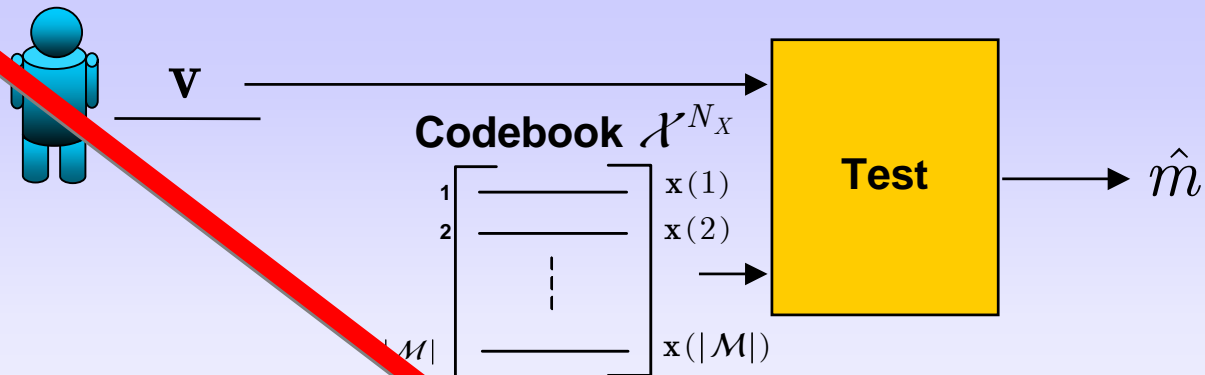 v
Codebook 𝒳^{N_X}
Test
m̂
1 x(1)
2 x(2)
|ℳ| x(|ℳ|)